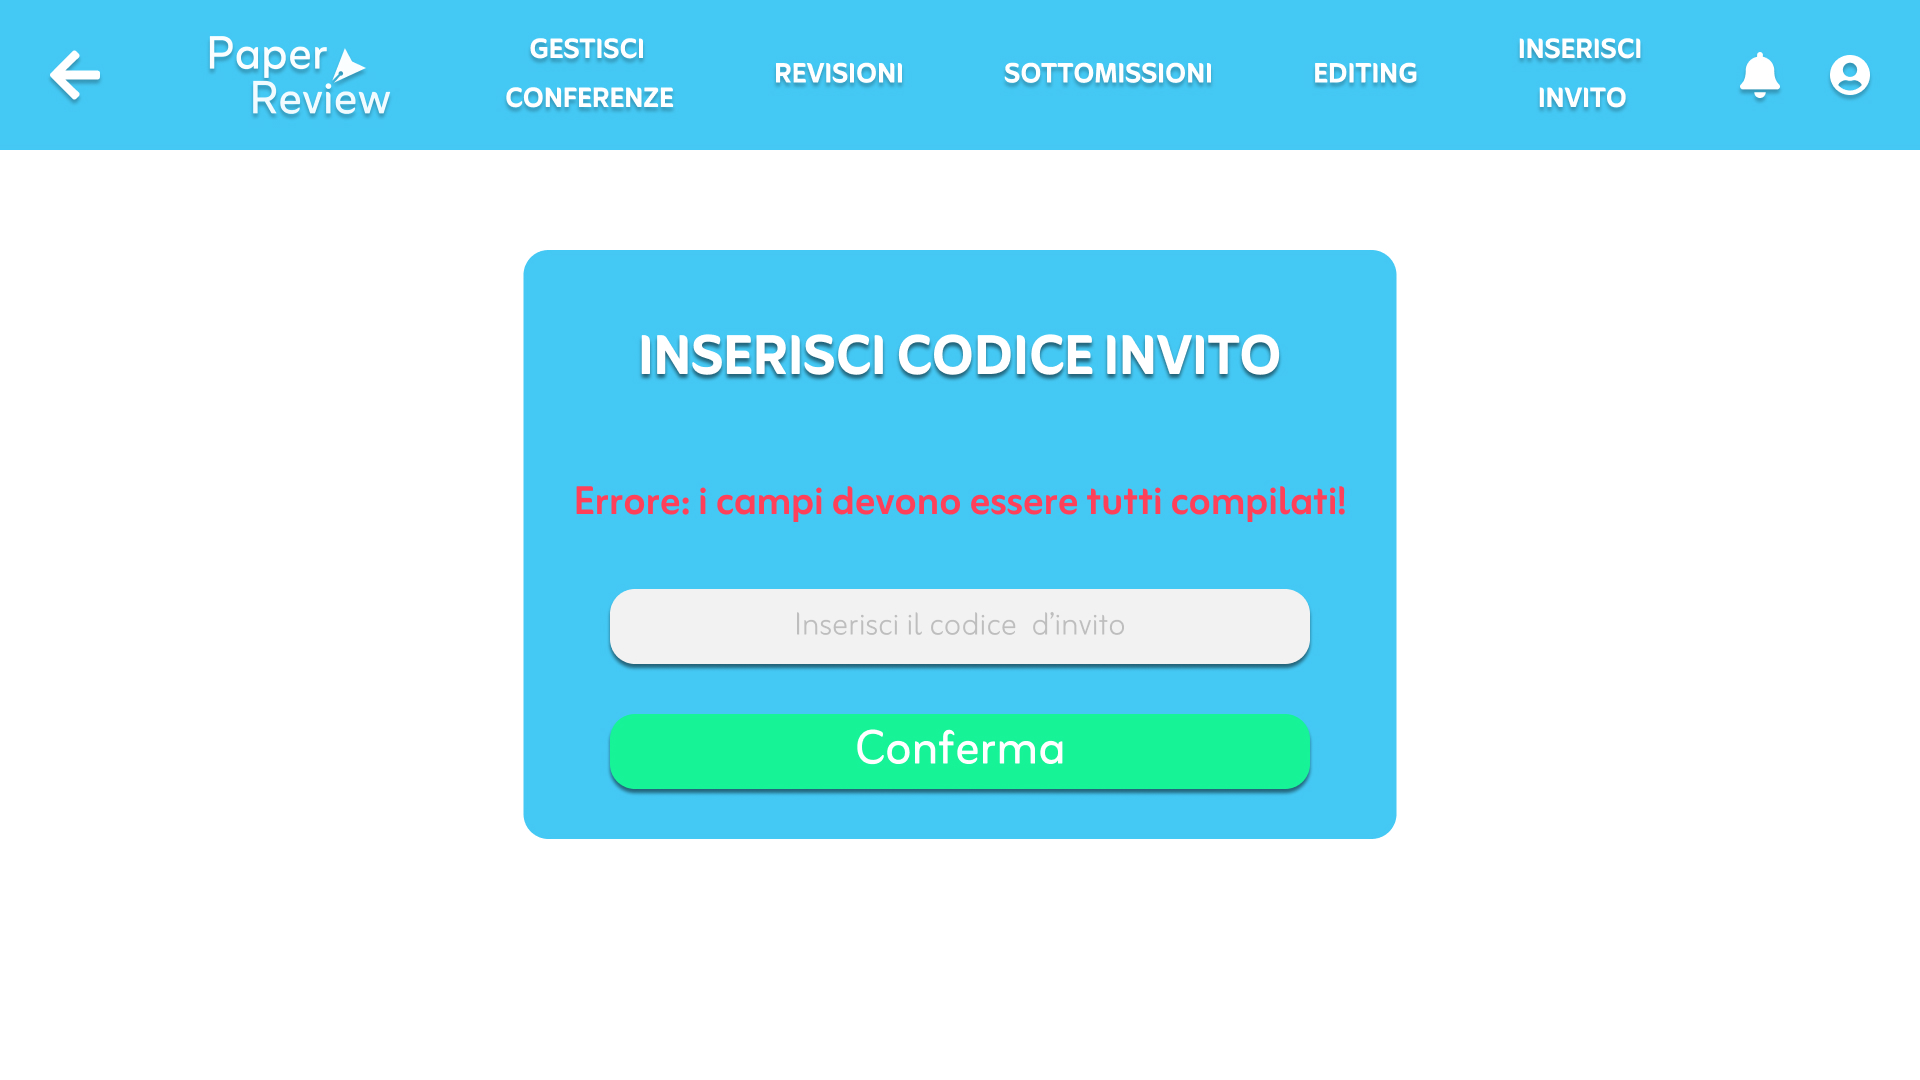 Paper
Review
GESTISCI
CONFERENZE
REVISIONI
SOTTOMISSIONI
EDITING
INSERISCI
INVITO
INSERISCI CODICE INVITO
Errore: i campi devono essere tutti compilati!
Inserisci il codice  d’invito
Conferma